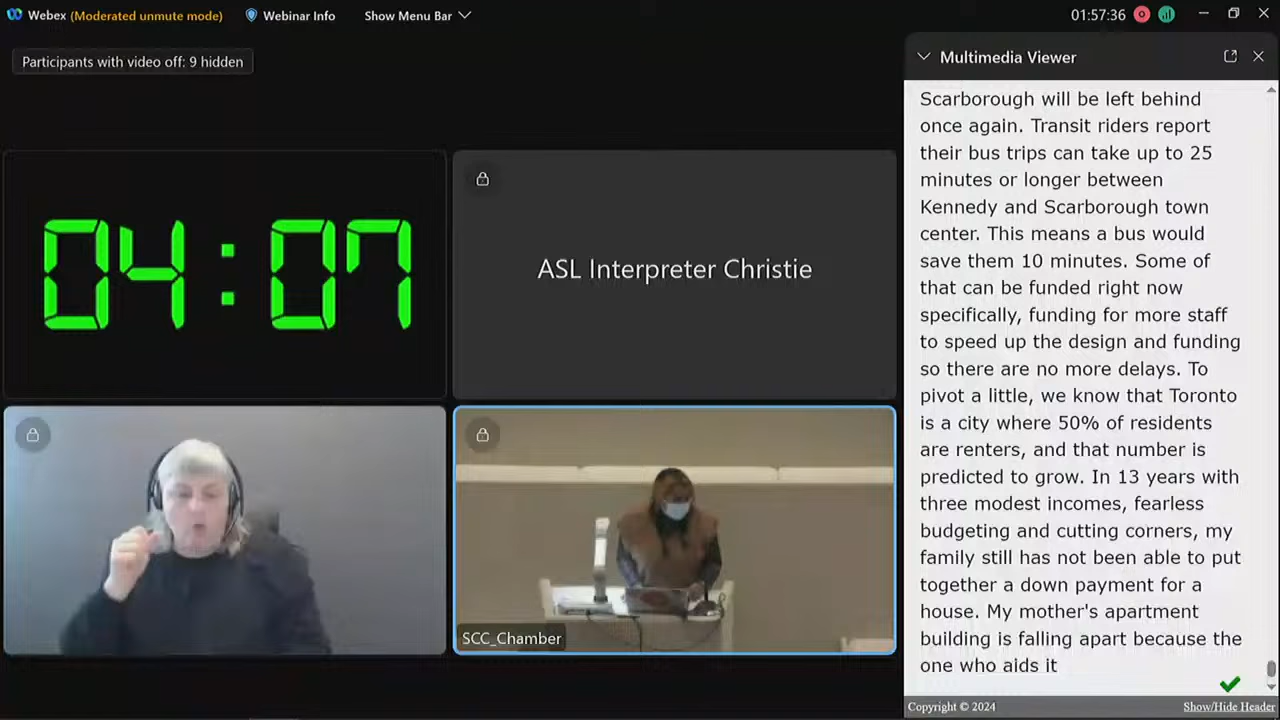 Webex (Moderated unmute mode) Webinar Info Show Menu Bar 01:57:36
Participants with video off: 9 hidden
04:07
ASL Interpreter Christie
SCC_Chamber
Multimedia Viewer
Scarborough will be left behind
once again. Transit riders report
their bus trips can take up to 25
minutes or longer between
Kennedy and Scarborough town
center. This means a bus would
save them 10 minutes. Some of
that can be funded right now
specifically, funding for more staff
to speed up the design and funding
so there are no more delays. To
pivot a little, we know that Toronto
is a city where 50% of residents
are renters, and that number is
predicted to grow. In 13 years with
three modest incomes, fearless
budgeting and cutting corners, my
family still has not been able to put
together a down payment for a
house. My mother's apartment
building is falling apart because the
one who aids it
Copyright © 2024 Show/Hide Header